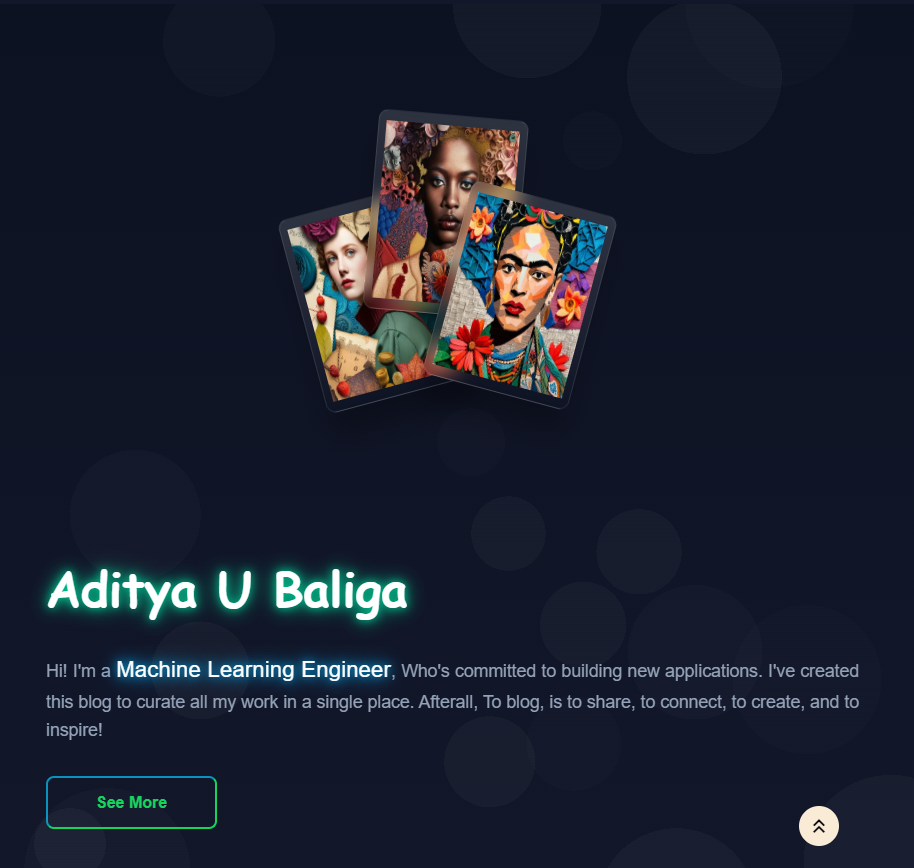 Aditya U Baliga
Hi! I'm a Machine Learning Engineer, Who's committed to building new applications. I've created
this blog to curate all my work in a single place. Afterall, To blog, is to share, to connect, to create, and to
inspire!
See More